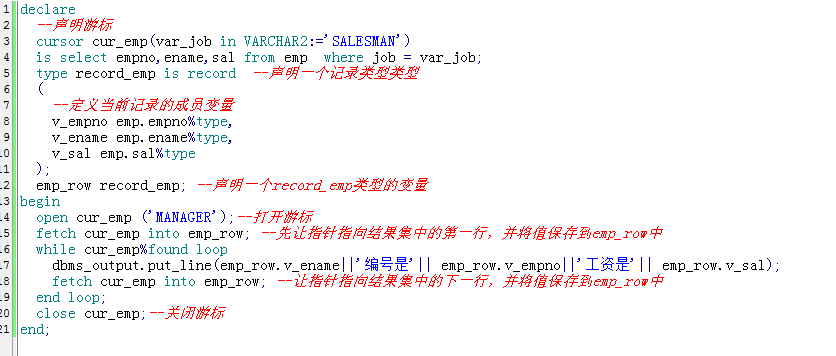 1 declare
2 --声明游标
3 cursor cur_emp(var_job in VARCHAR2:='SALESMAN')
4 is select empno,ename,sal from emp  where job = var_job;
5 type record_emp is record  --声明一个记录类型类型
6 (
7 --定义当前记录的成员变量
8 v_empno emp.empno%type,
9 v_ename emp.ename%type,
10 v_sal emp.sal%type
11 );
12 emp_row record_emp; --声明一个record_emp类型的变量
13 begin
14 open cur_emp ('MANAGER');--打开游标
15 fetch cur_emp into emp_row; --先让指针指向结果集中的第一行，并将值保存到emp_row中
16 while cur_emp%found loop
17 dbms_output.put_line(emp_row.v_ename||'编号是'|| emp_row.v_empno||'工资是'|| emp_row.v_sal);
18 fetch cur_emp into emp_row; --让指针指向结果集中的下一行，并将值保存到emp_row中
19 end loop;
20 close cur_emp;--关闭游标
21 end;